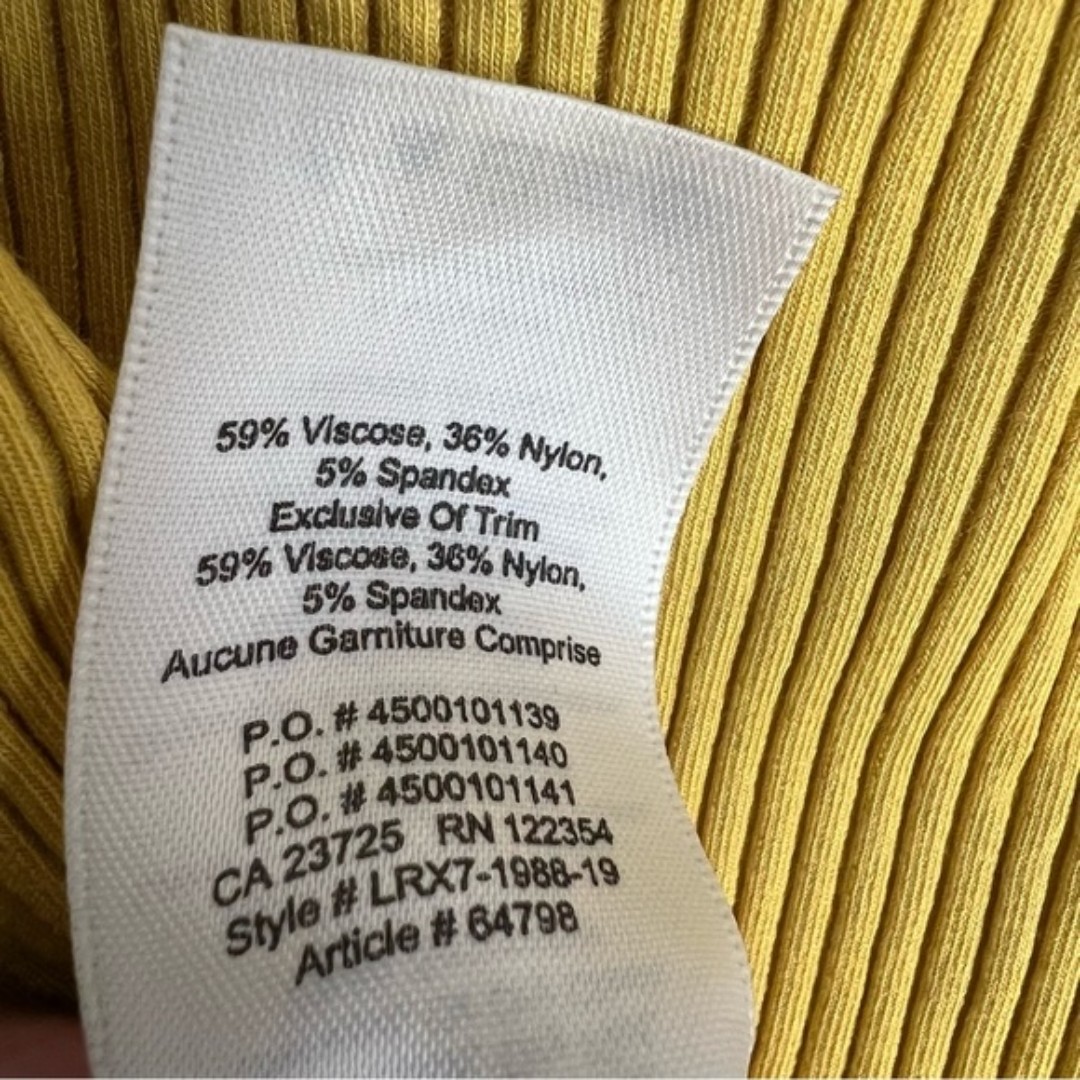 59% Viscose, 36% Nylon,
5% Spandex
Exclusive Of Trim
59% Viscose, 36% Nylon,
5% Spandex
Aucune Garniture Comprise
P.O. # 4500101139
P.O. # 4500101140
P.O. # 4500101141
CA 23725 RN 122354
Style # LRX7-1988-19
Article # 64798